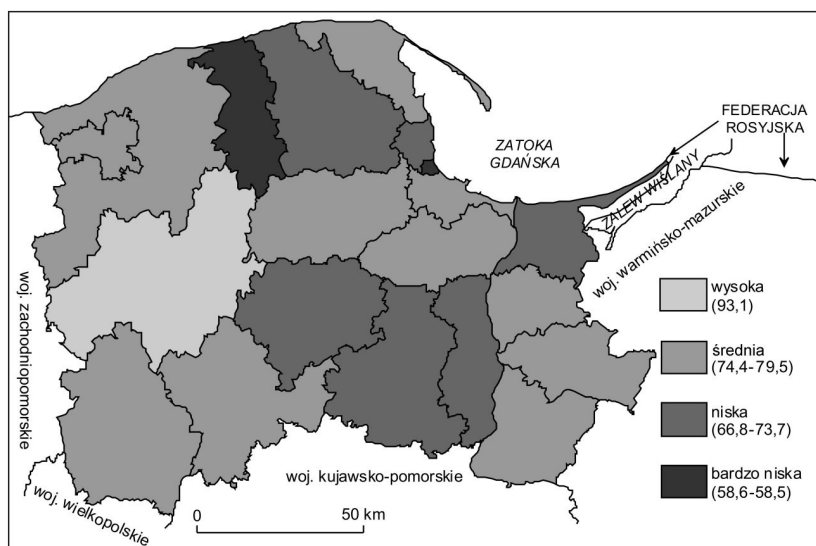 FEDERACJA
ROSYJSKA
ZATOKA
GDAŃSKA
ZALEW WIŚLANY
woj. warmińsko-mazurskie
woj. zachodniopomorskie
wysoka
(93,1)
średnia
(74,4-79,5)
niska
(66,8-73,7)
bardzo niska
(58,6-58,5)
woj. kujawsko-pomorskie
woj. wielkopolskie
0 50 km